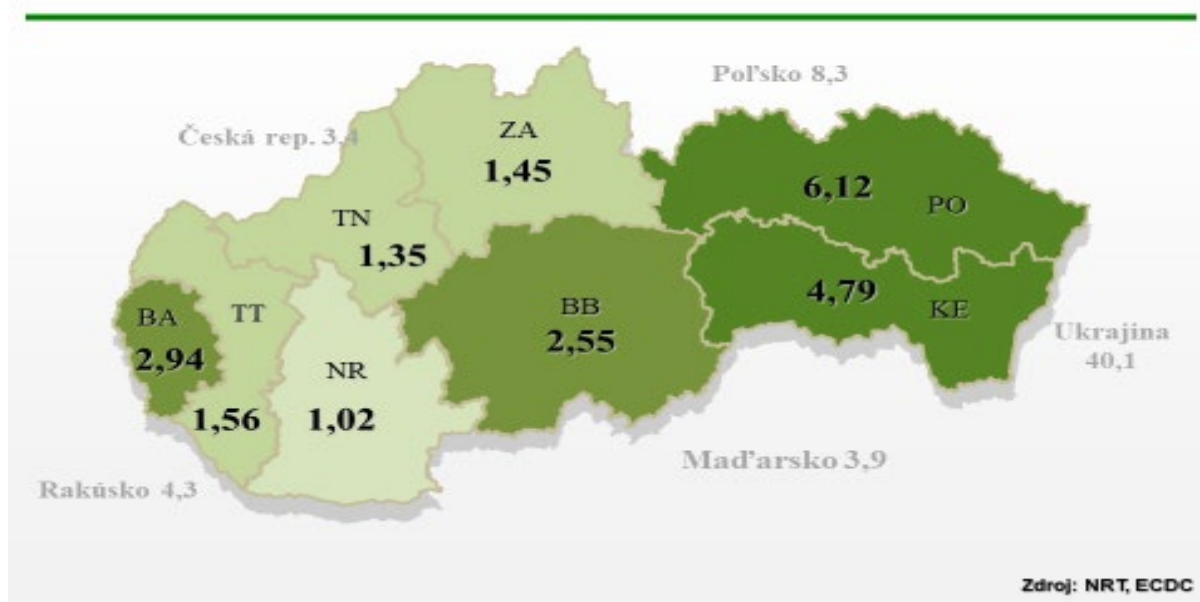 Poľsko 8,3
Česká rep. 3,4
ZA
1,45
6,12
PO
TN
1,35
4,79
KE
BA
2,94
TT
1,56
BB
2,55
NR
1,02
Ukrajina
40,1
Maďarsko 3,9
Rakúsko 4,3
Zdroj: NRT, ECDC